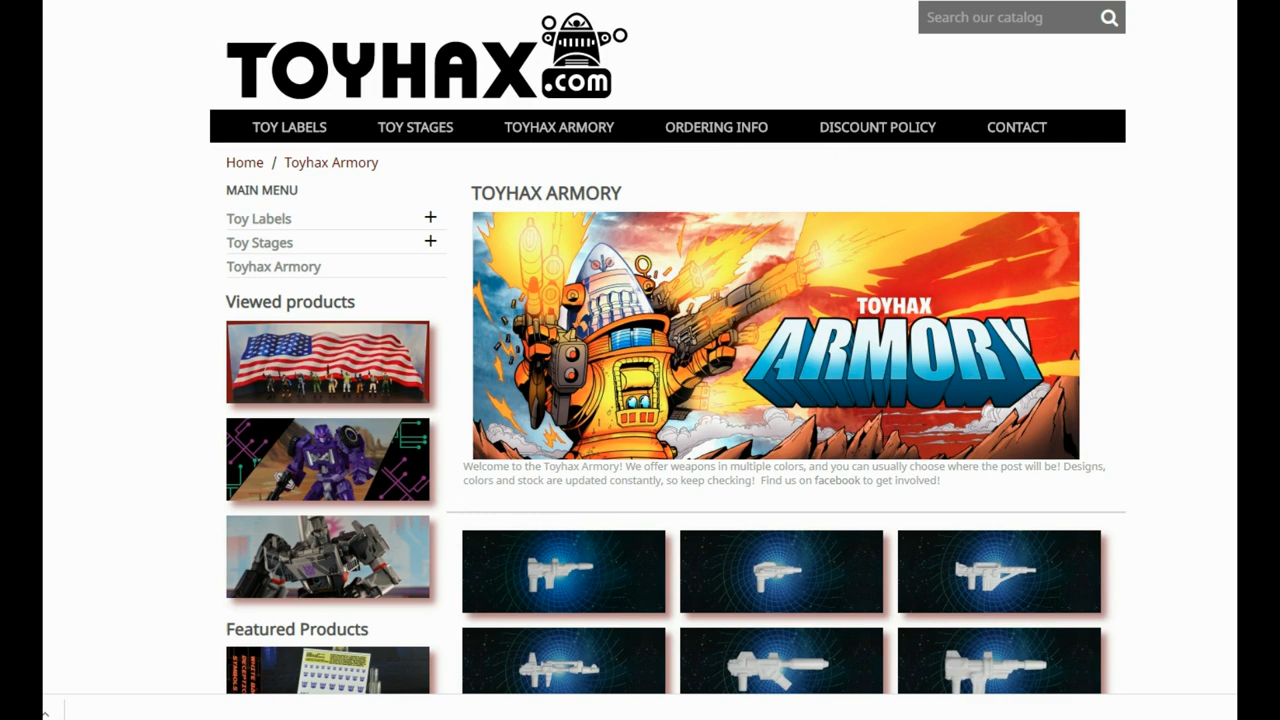 Search our catalog
TOYHAX.com
TOY LABELS
TOY STAGES
TOYHAX ARMORY
ORDERING INFO
DISCOUNT POLICY
CONTACT
Home / Toyhax Armory
MAIN MENU
Toy Labels +
Toy Stages +
Toyhax Armory
Viewed products
Featured Products
TOYHAX ARMORY
TOYHAX
ARMORY
Welcome to the Toyhax Armory! We offer weapons in multiple colors, and you can usually choose where the post will be! Designs,
colors and stock are updated constantly, so keep checking! Find us on facebook to get involved!